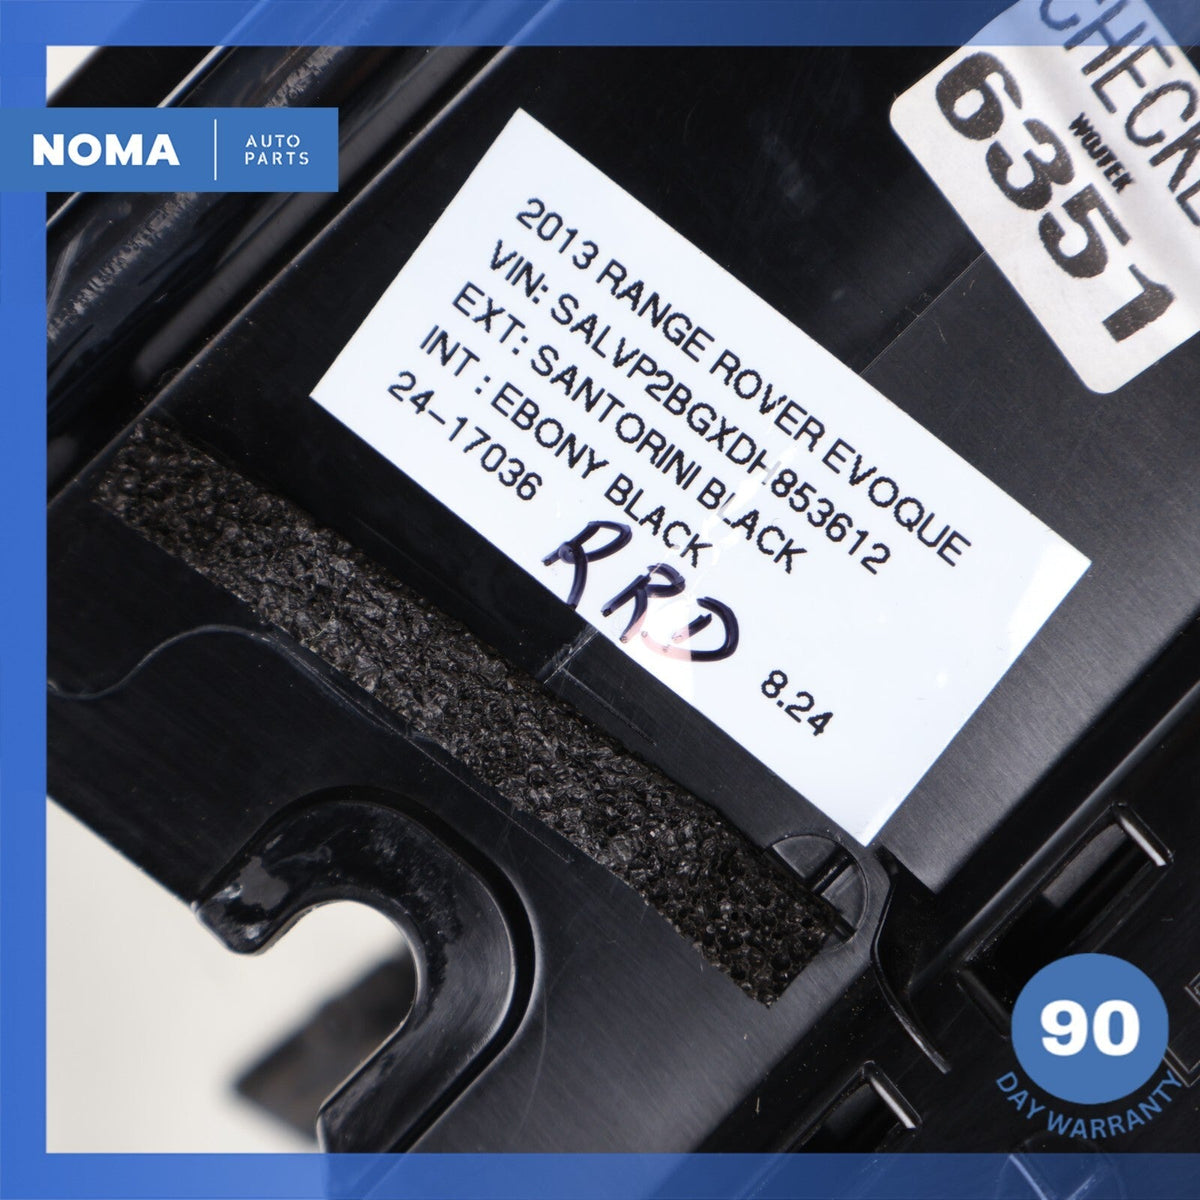 NOMA
AUTO
PARTS
CHECKE
WOJTEK
6351
2013 RANGE ROVER EVOQUE
VIN: SALVP2BGXDH853612
EXT: SANTORINI BLACK
INT : EBONY BLACK
24-17036
RRD
8.24
90
DAY WARRANTY